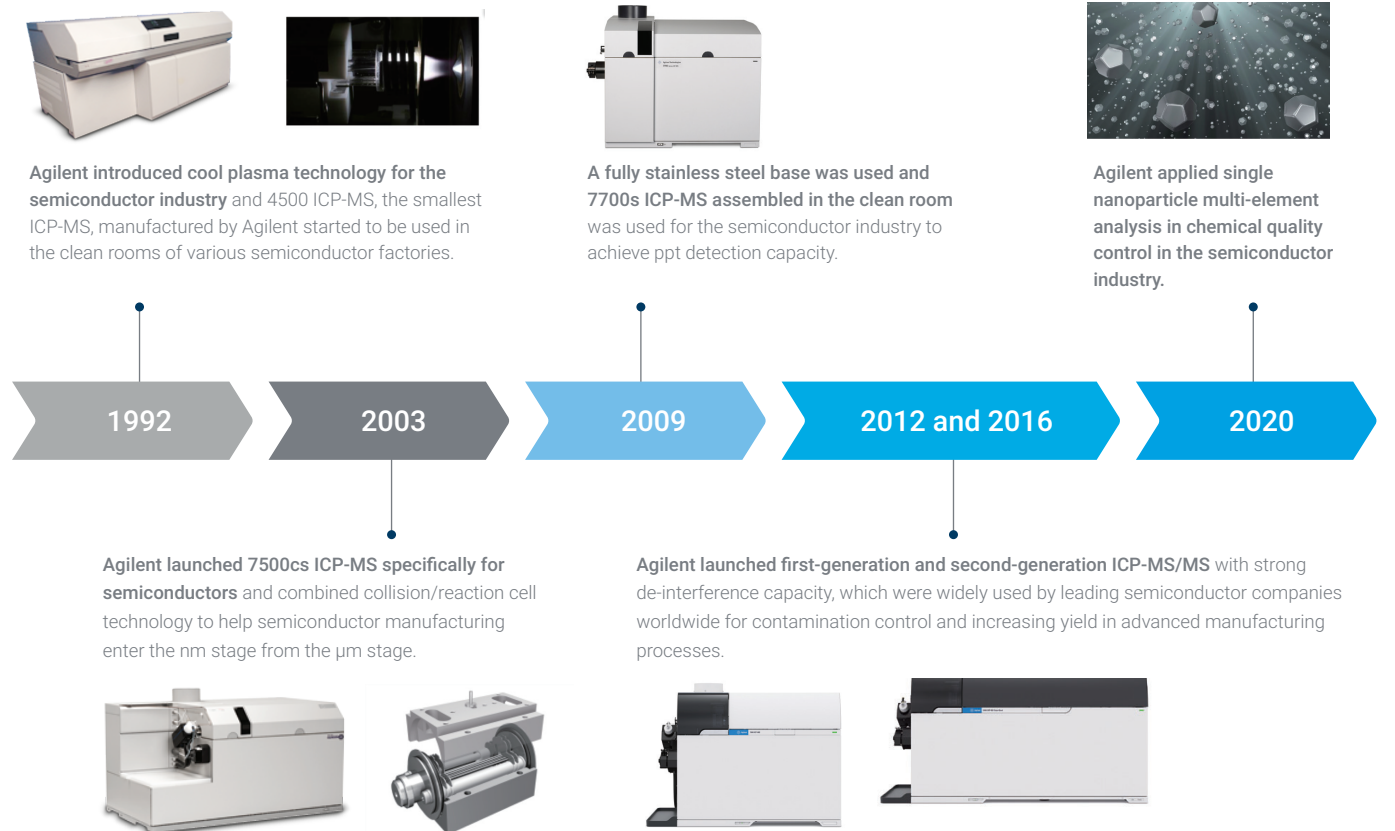 Agilent introduced cool plasma technology for the
semiconductor industry and 4500 ICP-MS, the smallest
ICP-MS, manufactured by Agilent started to be used in
the clean rooms of various semiconductor factories.
A fully stainless steel base was used and
7700s ICP-MS assembled in the clean room
was used for the semiconductor industry to
achieve ppt detection capacity.
Agilent applied single
nanoparticle multi-element
analysis in chemical quality
control in the semiconductor
industry.
1992
2003
2009
2012 and 2016
2020
Agilent launched 7500cs ICP-MS specifically for
semiconductors and combined collision/reaction cell
technology to help semiconductor manufacturing
enter the nm stage from the µm stage.
Agilent launched first-generation and second-generation ICP-MS/MS with strong
de-interference capacity, which were widely used by leading semiconductor companies
worldwide for contamination control and increasing yield in advanced manufacturing
processes.